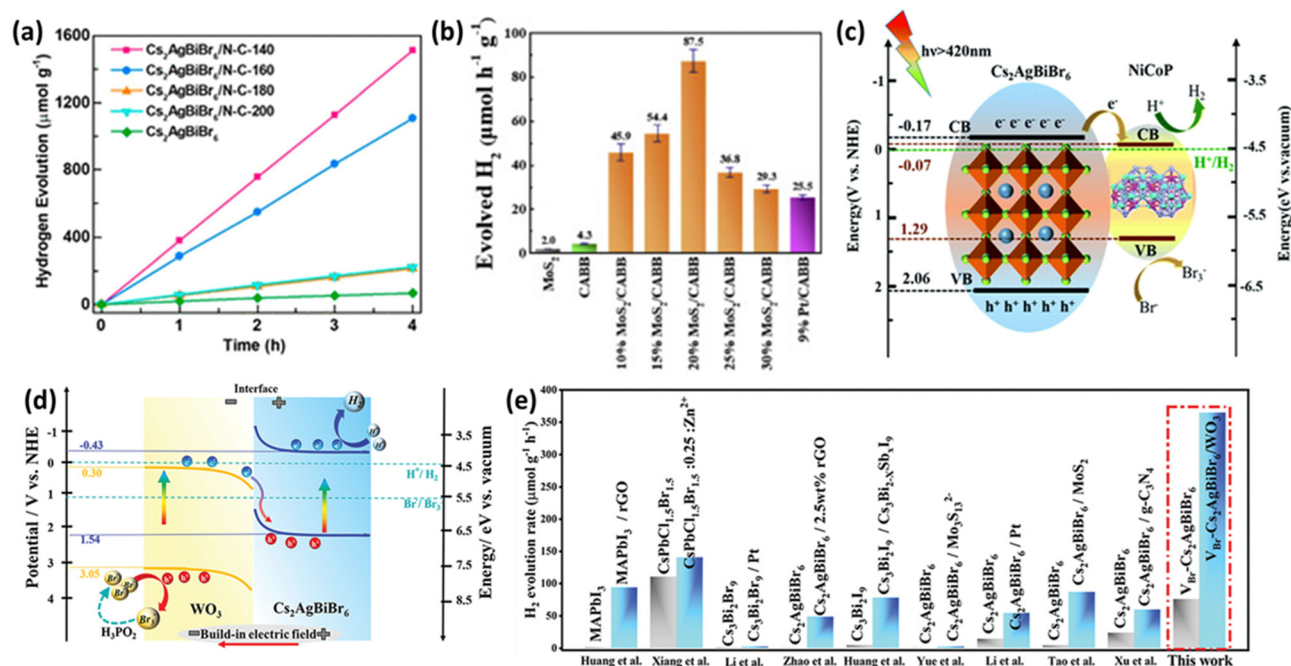 (a)
Hydrogen Evolution (μmol g⁻¹)
1600
1200
800
400
0
Cs₂AgBiBr₆/N-C-140
Cs₂AgBiBr₆/N-C-160
Cs₂AgBiBr₆/N-C-180
Cs₂AgBiBr₆/N-C-200
Cs₂AgBiBr₆
0 1 2 3 4
Time (h)
(b)
Evolved H₂ (μmol h⁻¹ g⁻¹)
100
80
60
40
20
0
2.0
4.3
45.9
54.4
87.5
36.8
29.3
25.5
MoS₂
CABB
10% MoS₂/CABB
15% MoS₂/CABB
20% MoS₂/CABB
25% MoS₂/CABB
30% MoS₂/CABB
9% Pt/CABB
(c)
hν>420nm
Cs₂AgBiBr₆
NiCoP
Energy(V vs. NHE)
-1
0
1
2
-0.17
-0.07
1.29
2.06
CB
e⁻ e⁻ e⁻ e⁻ e⁻
VB
h⁺ h⁺ h⁺ h⁺ h⁺
e⁻
H⁺
H₂
CB
H⁺/H₂
VB
Br₃⁻
Br⁻
-3.5
-4.5
-5.5
-6.5
Energy(eV vs.vacuum)
(d)
Interface
Potential / V vs. NHE
-1
0
1
2
3
4
-0.43
0.30
1.54
3.05
H₂
H⁺
H⁺
H⁺/H₂
Br⁻/Br₃⁻
h⁺ h⁺ h⁺
h⁺ h⁺ h⁺
Br⁻
Br⁻
Br⁻
Br₃⁻
H₃PO₂
WO₃
Cs₂AgBiBr₆
Build-in electric field
3.5
4.5
5.5
6.5
7.5
8.5
Energy/ eV vs. vacuum
(e)
H₂ evolution rate (μmol g⁻¹ h⁻¹)
400
350
300
250
200
150
100
50
0
MAPbI₃
MAPbI₃ / rGO
CsPbCl₁.₅Br₁.₅
CsPbCl₁.₅Br₁.₅ :0.25 :Zn²⁺
Cs₃Bi₂Br₉
Cs₃Bi₂Br₉ / Pt
Cs₂AgBiBr₆
Cs₂AgBiBr₆ / 2.5wt% rGO
Cs₃Bi₂I₉
Cs₃Bi₂I₉ / Cs₃Bi₂₋ₓSbₓI₉
Cs₂AgBiBr₆
Cs₂AgBiBr₆ / Mo₃S₁₃²⁻
Cs₂AgBiBr₆
Cs₂AgBiBr₆ / Pt
Cs₂AgBiBr₆
Cs₂AgBiBr₆ / MoS₂
Cs₂AgBiBr₆
Cs₂AgBiBr₆ / g-C₃N₄
V_Br-Cs₂-AgBiBr₆
V_Br-Cs₂AgBiBr₆/WO₃
Huang et al.
Xiang et al.
Li et al.
Zhao et al.
Huang et al.
Yue et al.
Li et al.
Tao et al.
Xu et al.
This work